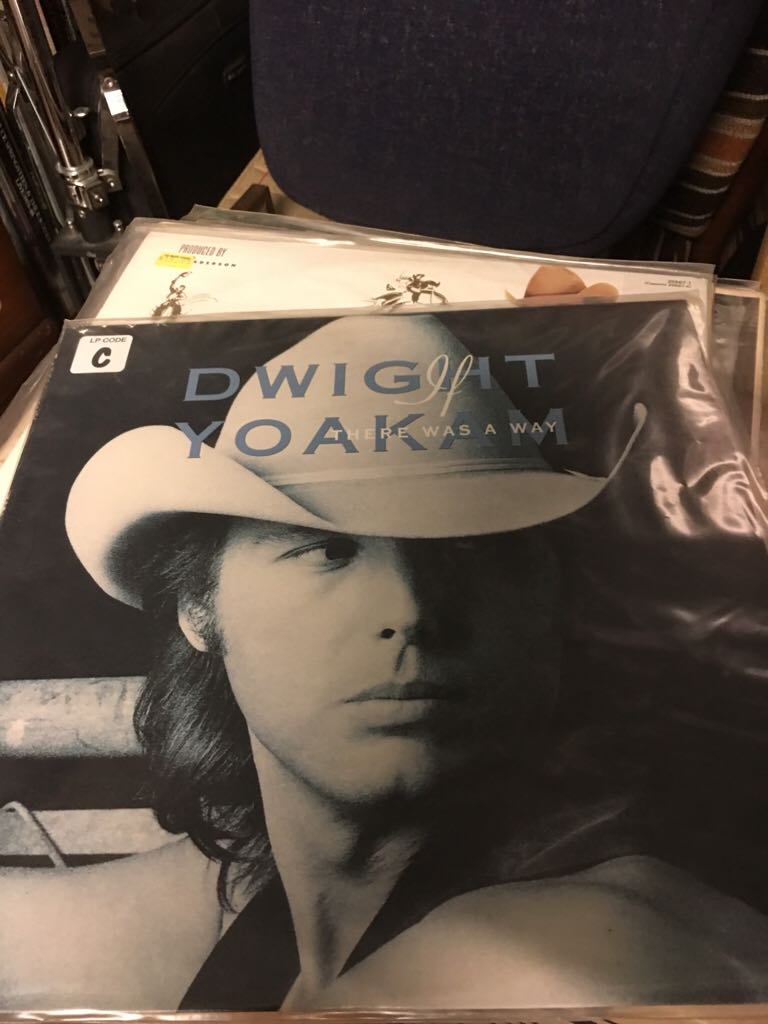 PRODUCED BY
LP CODE
C
DWIGHT
If
YOAKAM
THERE WAS A WAY